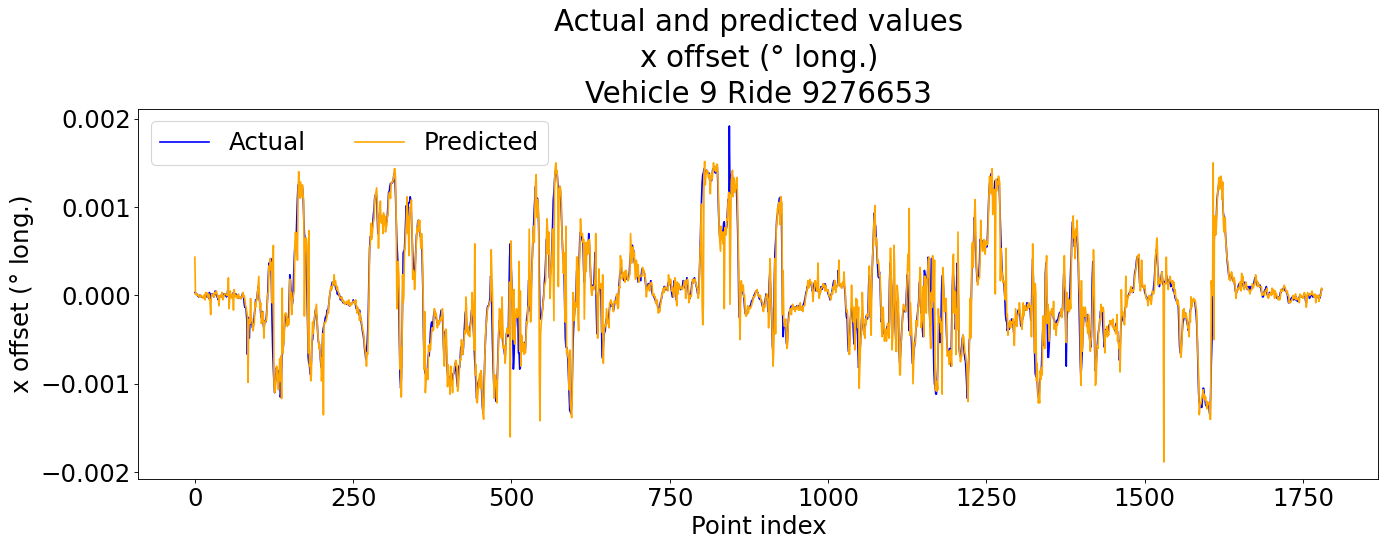 Actual and predicted values
x offset (° long.)
Vehicle 9 Ride 9276653
Actual
Predicted
x offset (° long.)
0.002
0.001
0.000
−0.001
−0.002
0 250 500 750 1000 1250 1500 1750
Point index